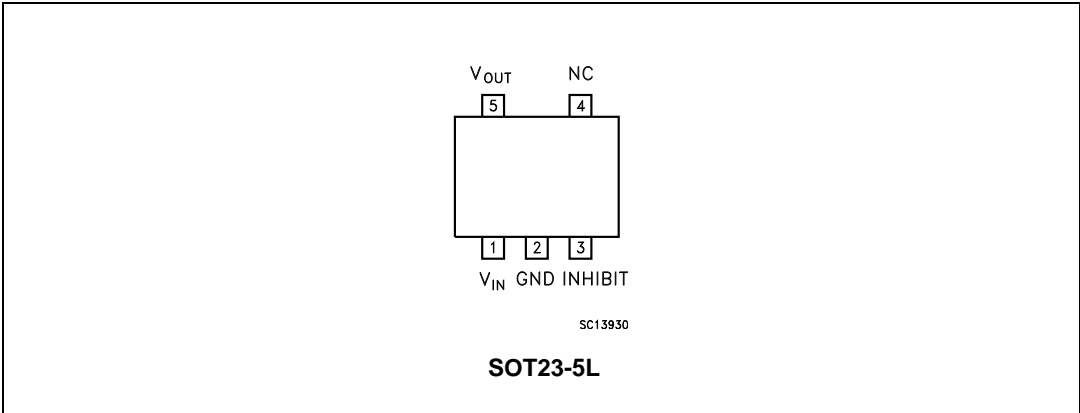 VOUT NC
5 4
1 2 3
VIN GND INHIBIT
SC13930
SOT23-5L